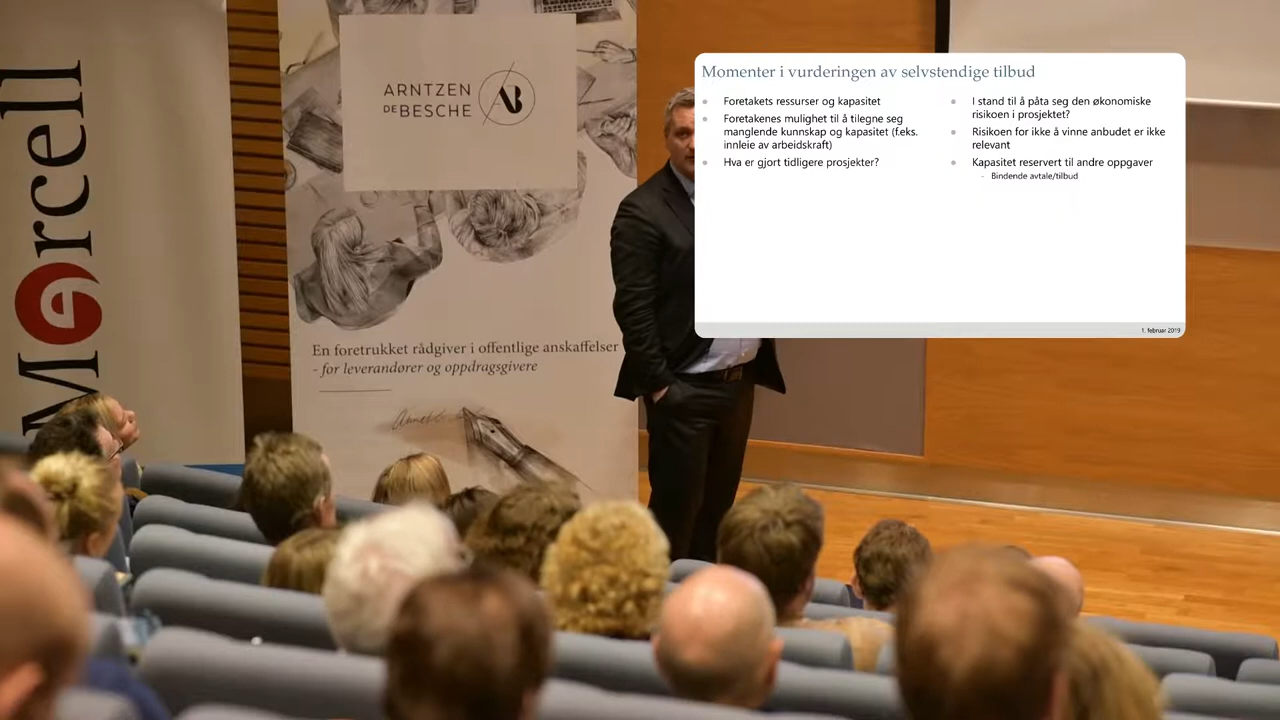 Mercell
ARNTZEN
DE BESCHE
En foretrukket rådgiver i offentlige anskaffelser
- for leverandører og oppdragsgivere
Momenter i vurderingen av selvstendige tilbud
Foretakets ressurser og kapasitet
Foretakenes mulighet til å tilegne seg
manglende kunnskap og kapasitet (f.eks.
innleie av arbeidskraft)
Hva er gjort tidligere prosjekter?
I stand til å påta seg den økonomiske
risikoen i prosjektet?
Risikoen for ikke å vinne anbudet er ikke
relevant
Kapasitet reservert til andre oppgaver
- Bindende avtale/tilbud
1. februar 2019